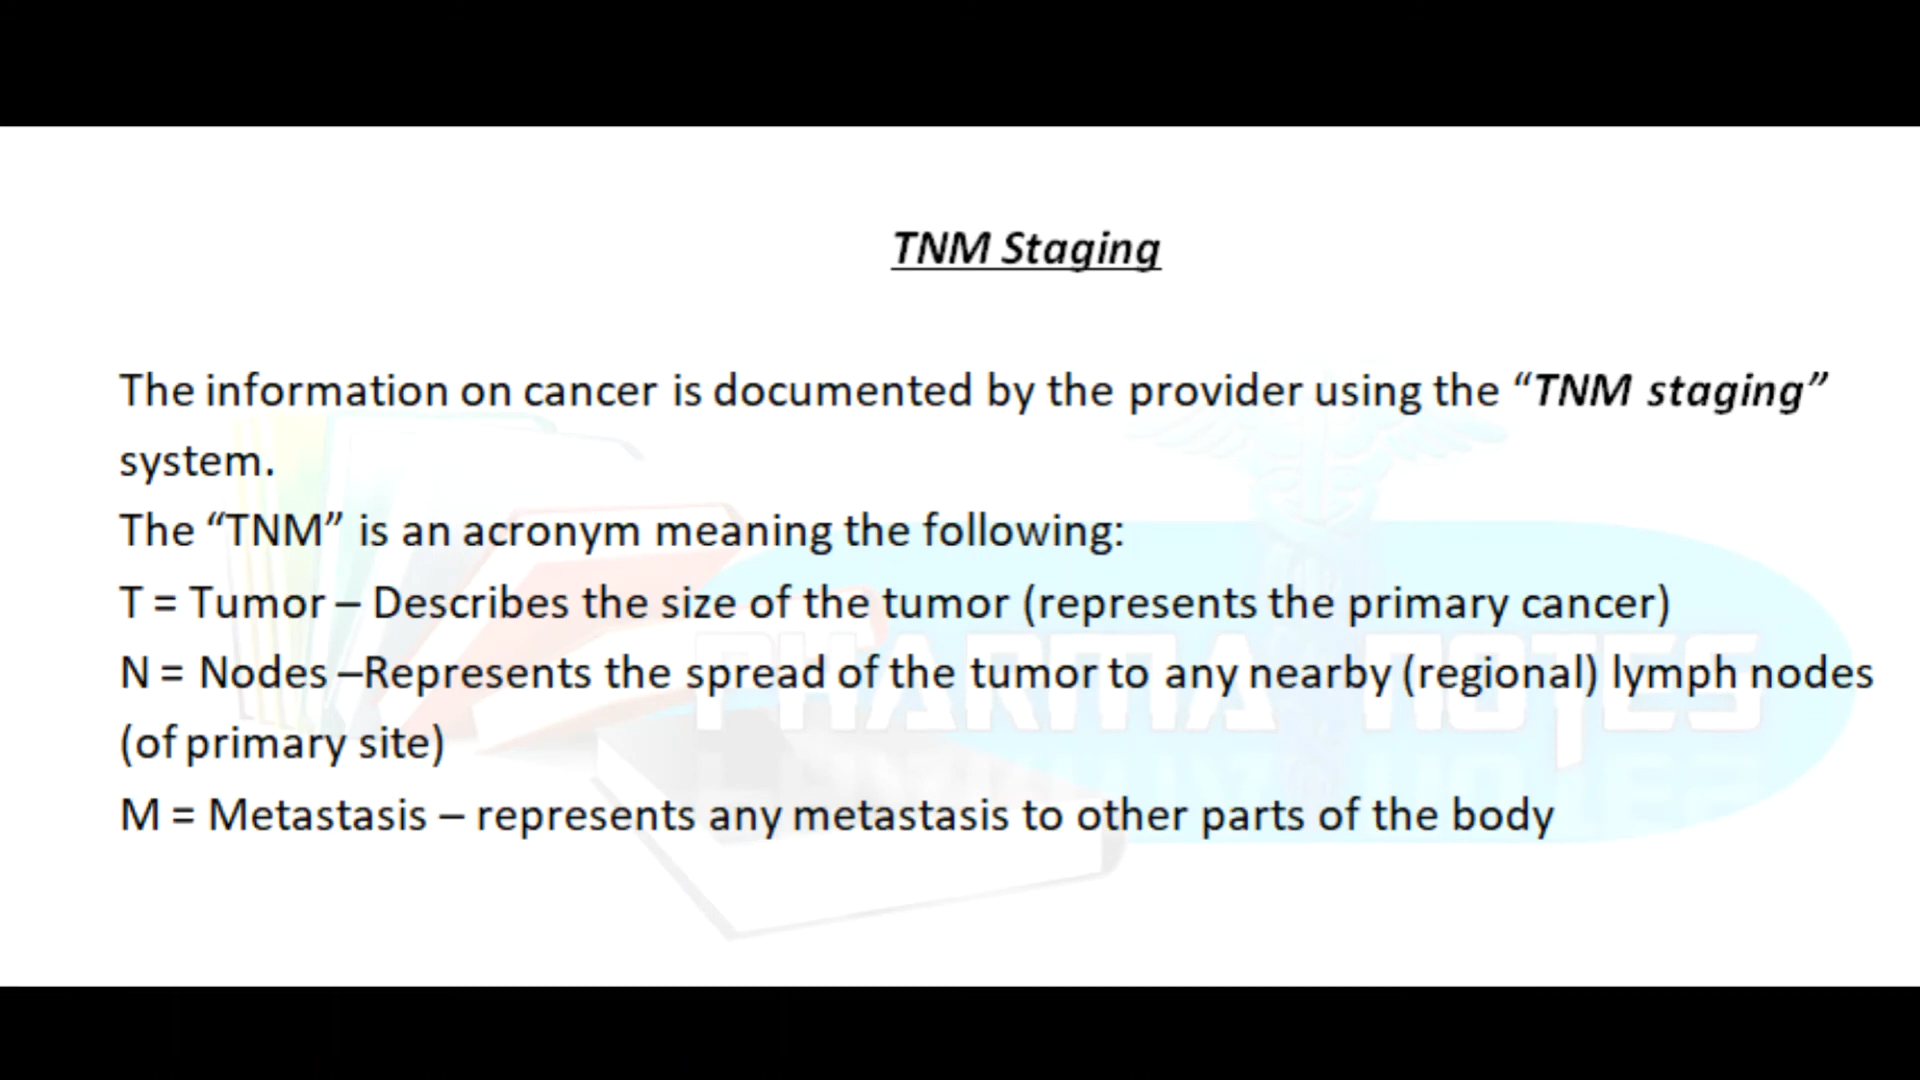 TNM Staging
The information on cancer is documented by the provider using the “TNM staging”
system.
The “TNM” is an acronym meaning the following:
T = Tumor – Describes the size of the tumor (represents the primary cancer)
N = Nodes –Represents the spread of the tumor to any nearby (regional) lymph nodes
(of primary site)
PHARMA NOTES
M = Metastasis – represents any metastasis to other parts of the body